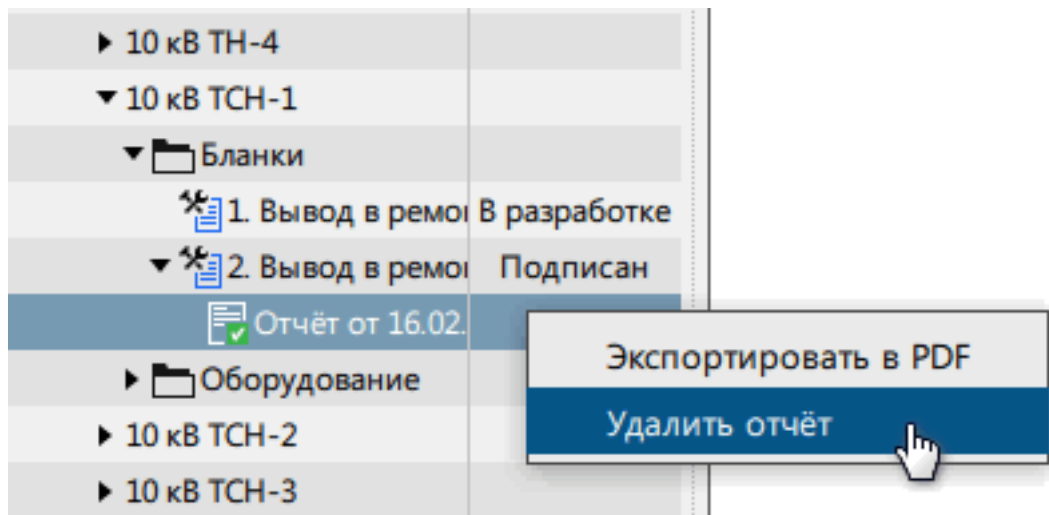 10 кВ ТН-4
10 кВ ТСН-1
Бланки
1. Вывод в ремо В разработке
2. Вывод в ремо Подписан
Отчёт от 16.02.
Экспортировать в PDF
Оборудование
Удалить отчёт
10 кВ ТСН-2
10 кВ ТСН-3